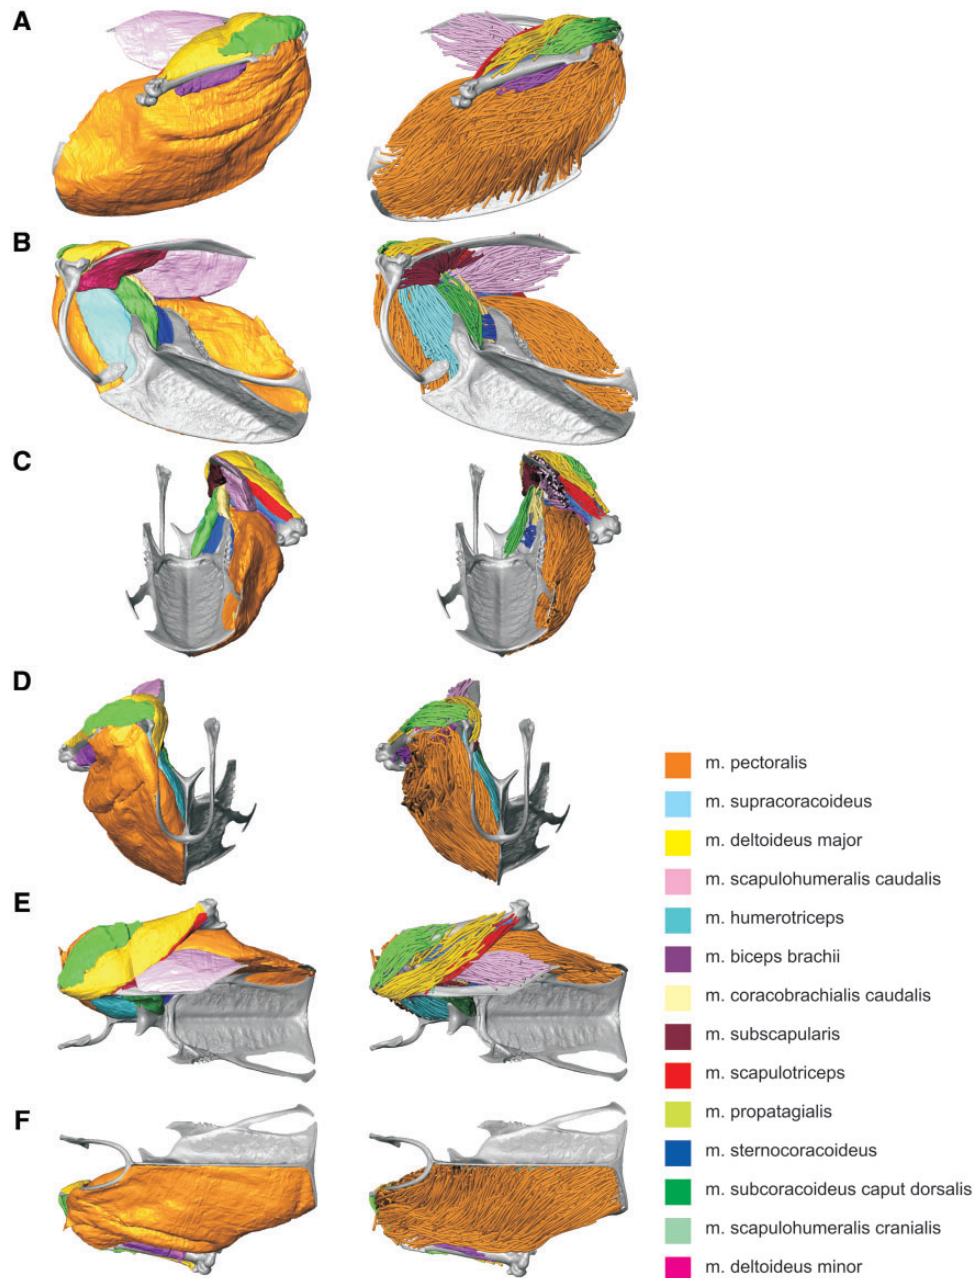 A
B
C
D
E
F
m. pectoralis
m. supracoracoideus
m. deltoideus major
m. scapulohumeralis caudalis
m. humerotriceps
m. biceps brachii
m. coracobrachialis caudalis
m. subscapularis
m. scapulotriceps
m. propatagialis
m. sternocoracoideus
m. subcoracoideus caput dorsalis
m. scapulohumeralis cranialis
m. deltoideus minor